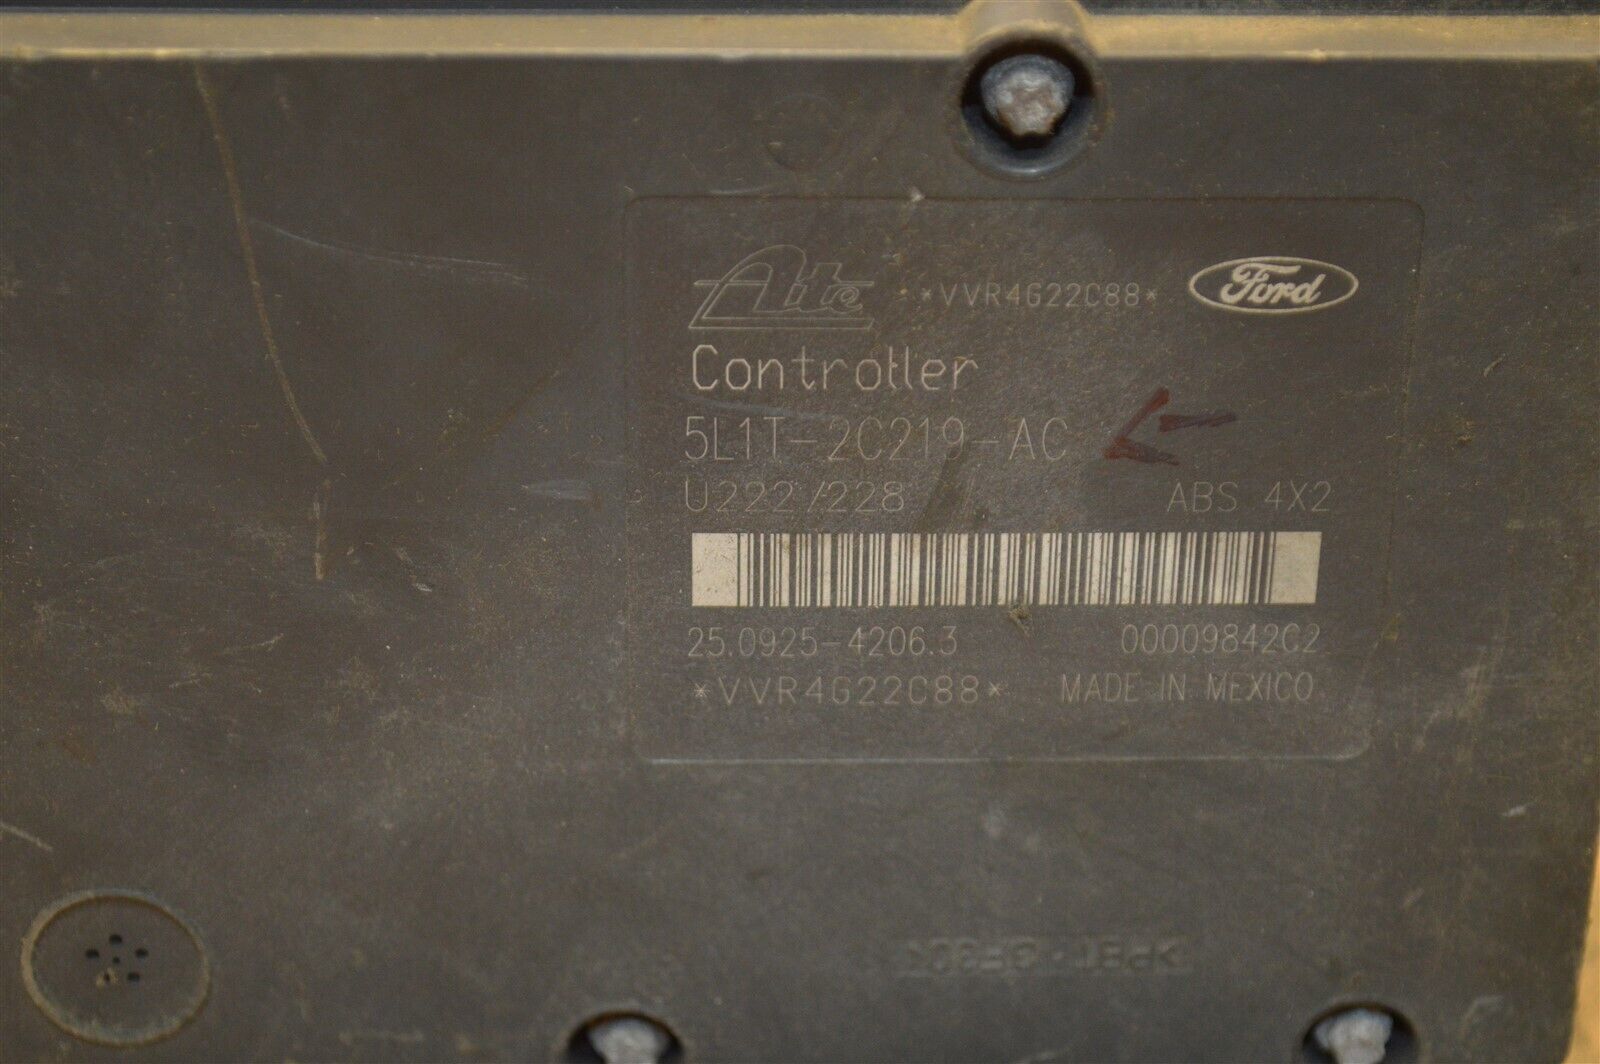 Ate *VVR4G22C88* Ford
Controller
5L1T-2C219-AC
U222/228 ABS 4X2
25.0925-4206.3 00009842C2
*VVR4G22C88* MADE IN MEXICO